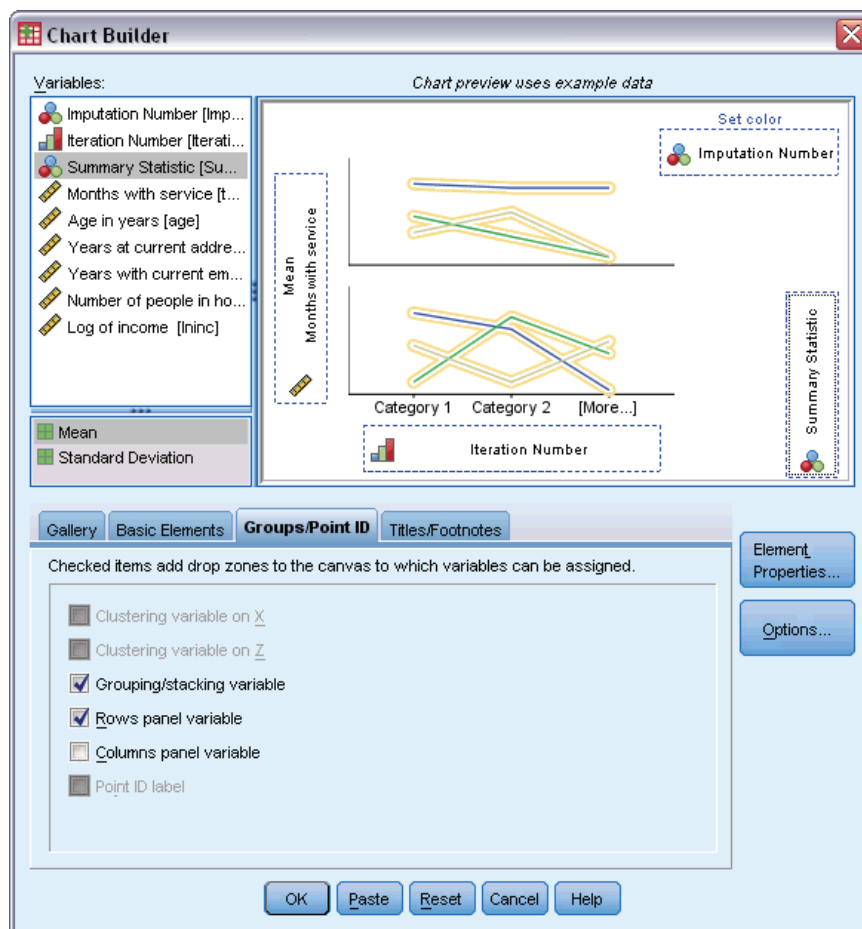 Chart Builder
Variables:
Chart preview uses example data
Imputation Number [Imp...
Iteration Number [Iterati...
Summary Statistic [Su...
Months with service [t...
Age in years [age]
Years at current addre...
Years with current em...
Number of people in ho...
Log of income [lninc]
Mean
Standard Deviation
Set color
Imputation Number
Mean
Months with service
Summary Statistic
Category 1 Category 2 [More...]
Iteration Number
Gallery Basic Elements Groups/Point ID Titles/Footnotes
Checked items add drop zones to the canvas to which variables can be assigned.
Clustering variable on X
Clustering variable on Z
Grouping/stacking variable
Rows panel variable
Columns panel variable
Point ID label
Element
Properties...
Options...
OK Paste Reset Cancel Help